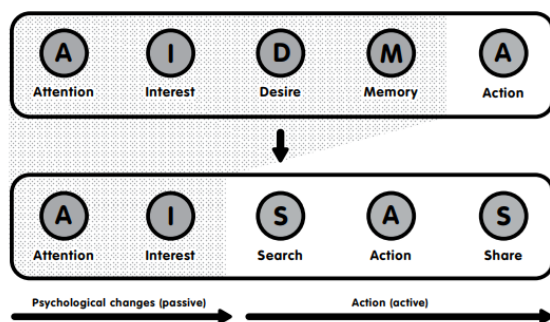 A I D M A
Attention Interest Desire Memory Action
A I S A S
Attention Interest Search Action Share
Psychological changes (passive) Action (active)